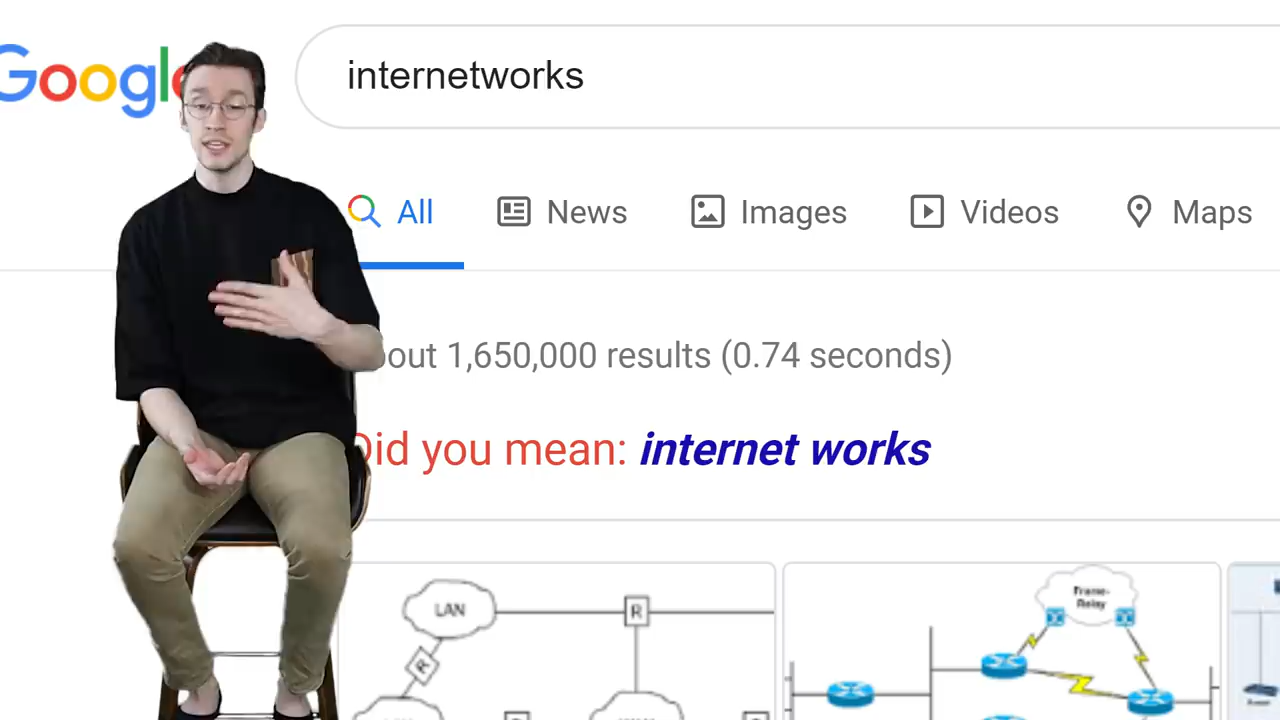 Google
internetworks
All
News
Images
Videos
Maps
out 1,650,000 results (0.74 seconds)
Did you mean: internet works
LAN
R
R
Frame-
Relay